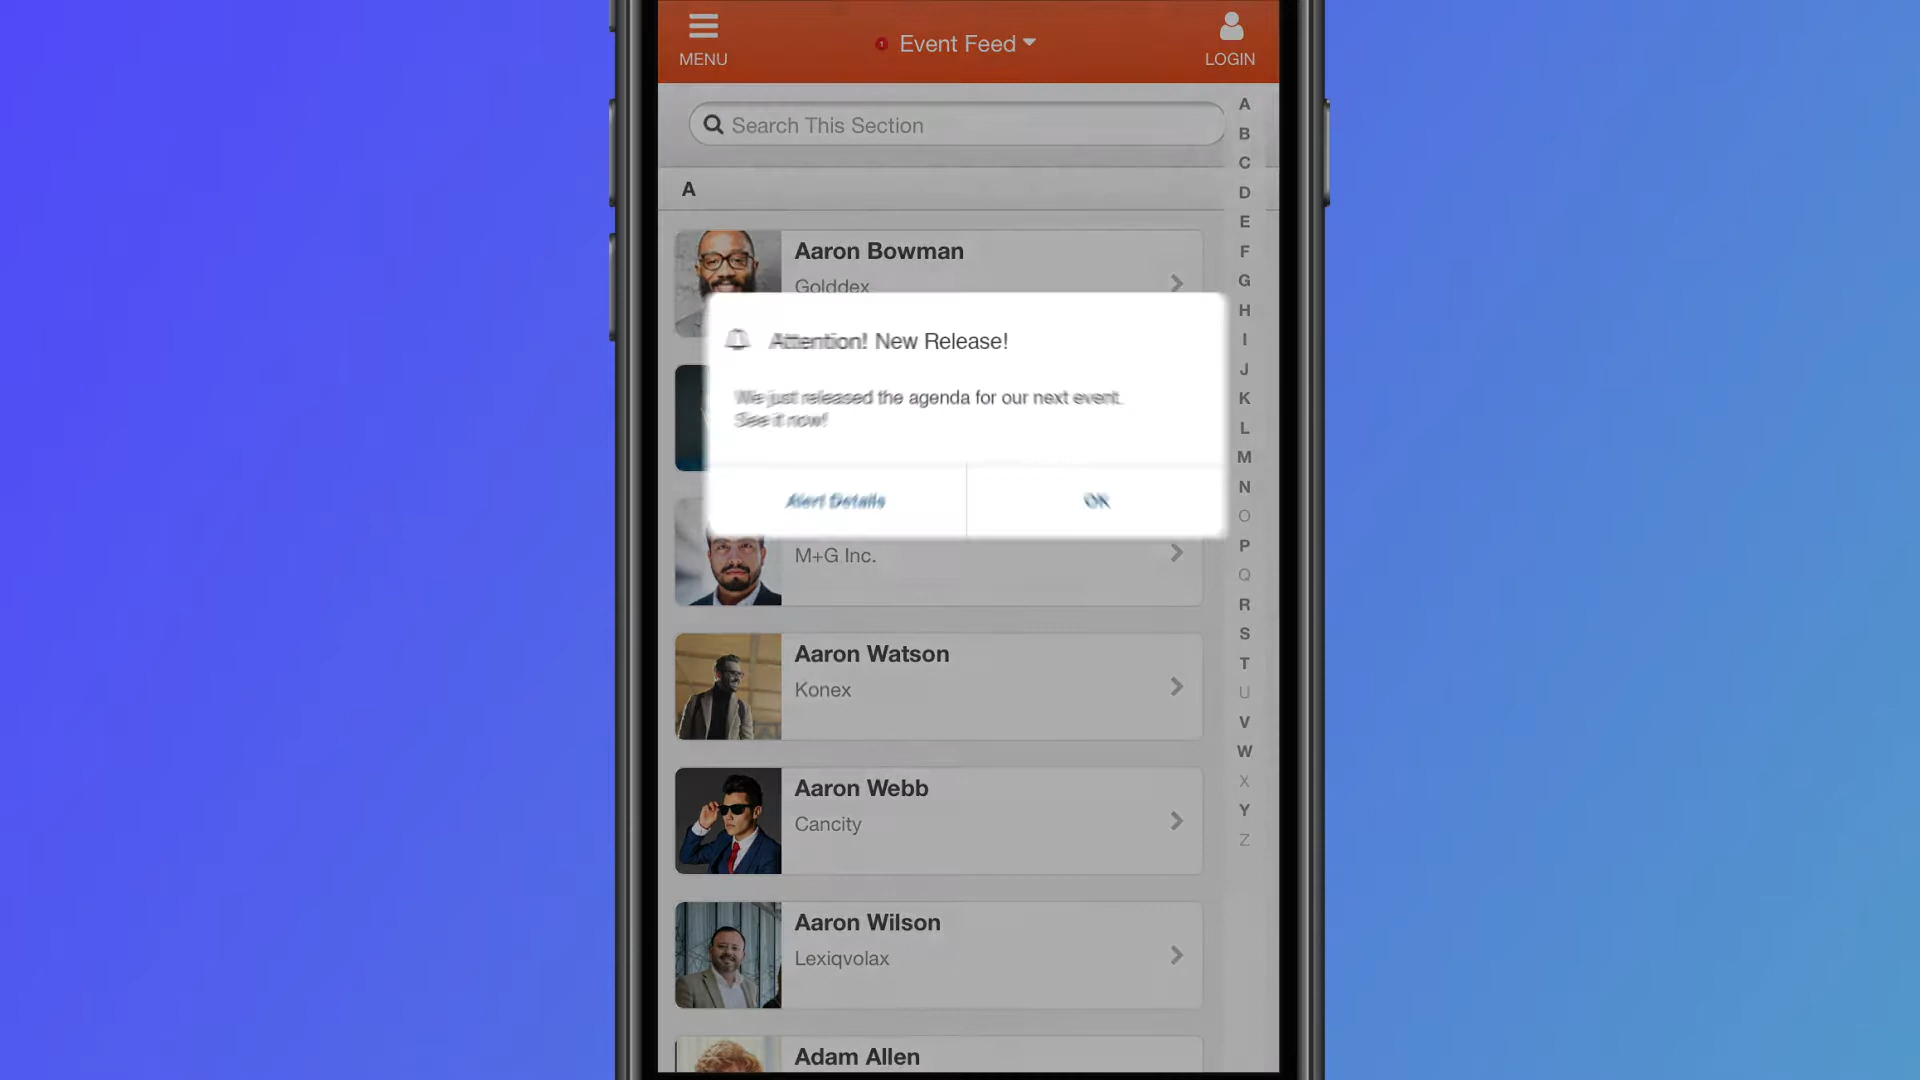 MENU
1
Event Feed
LOGIN
Search This Section
A
Aaron Bowman
Golddex
Attention! New Release!
We just released the agenda for our next event.
See it now!
Alert Details
OK
M+G Inc.
Aaron Watson
Konex
Aaron Webb
Cancity
Aaron Wilson
Lexiqvolax
Adam Allen
A
B
C
D
E
F
G
H
I
J
K
L
M
N
O
P
Q
R
S
T
U
V
W
X
Y
Z